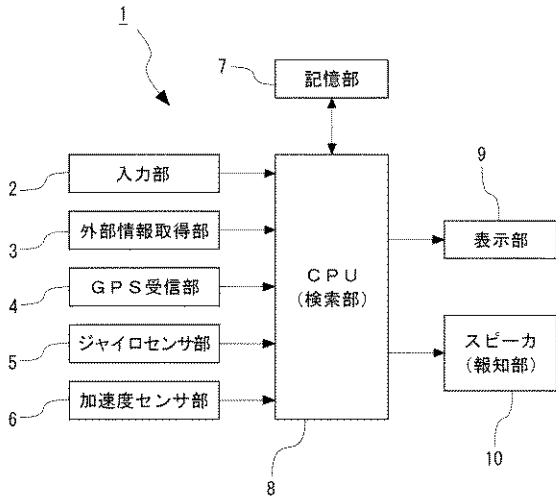 1
7
記憶部
2
入力部
3
外部情報取得部
4
GPS受信部
5
ジャイロセンサ部
6
加速度センサ部
CPU
(検索部)
8
9
表示部
スピーカ
(報知部)
10